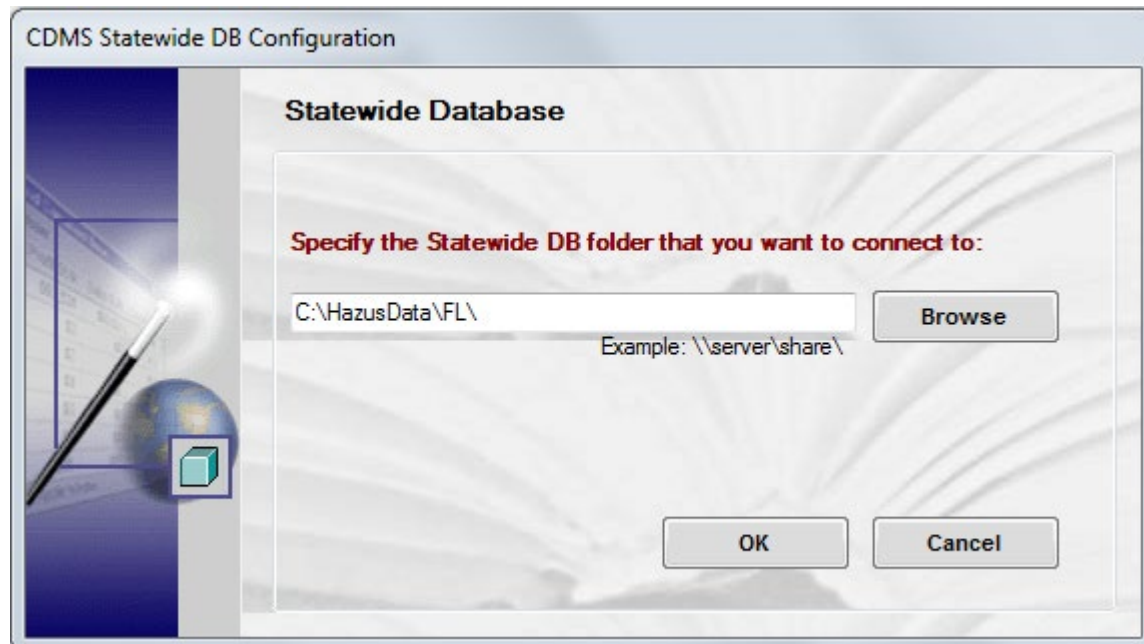 CDMS Statewide DB Configuration
Statewide Database
Specify the Statewide DB folder that you want to connect to:
C:\HazusData\FL\
Browse
Example: \\server\share\
OK
Cancel